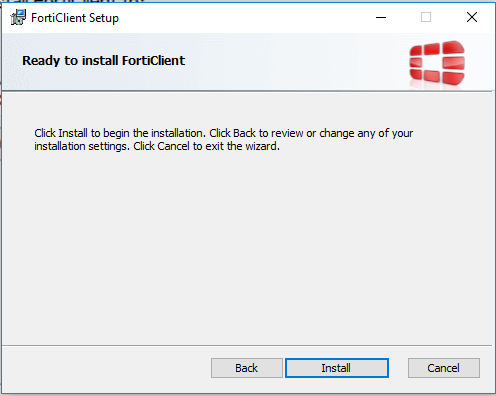 FortiClient Setup
Ready to install FortiClient
Click Install to begin the installation. Click Back to review or change any of your
installation settings. Click Cancel to exit the wizard.
Back
Install
Cancel